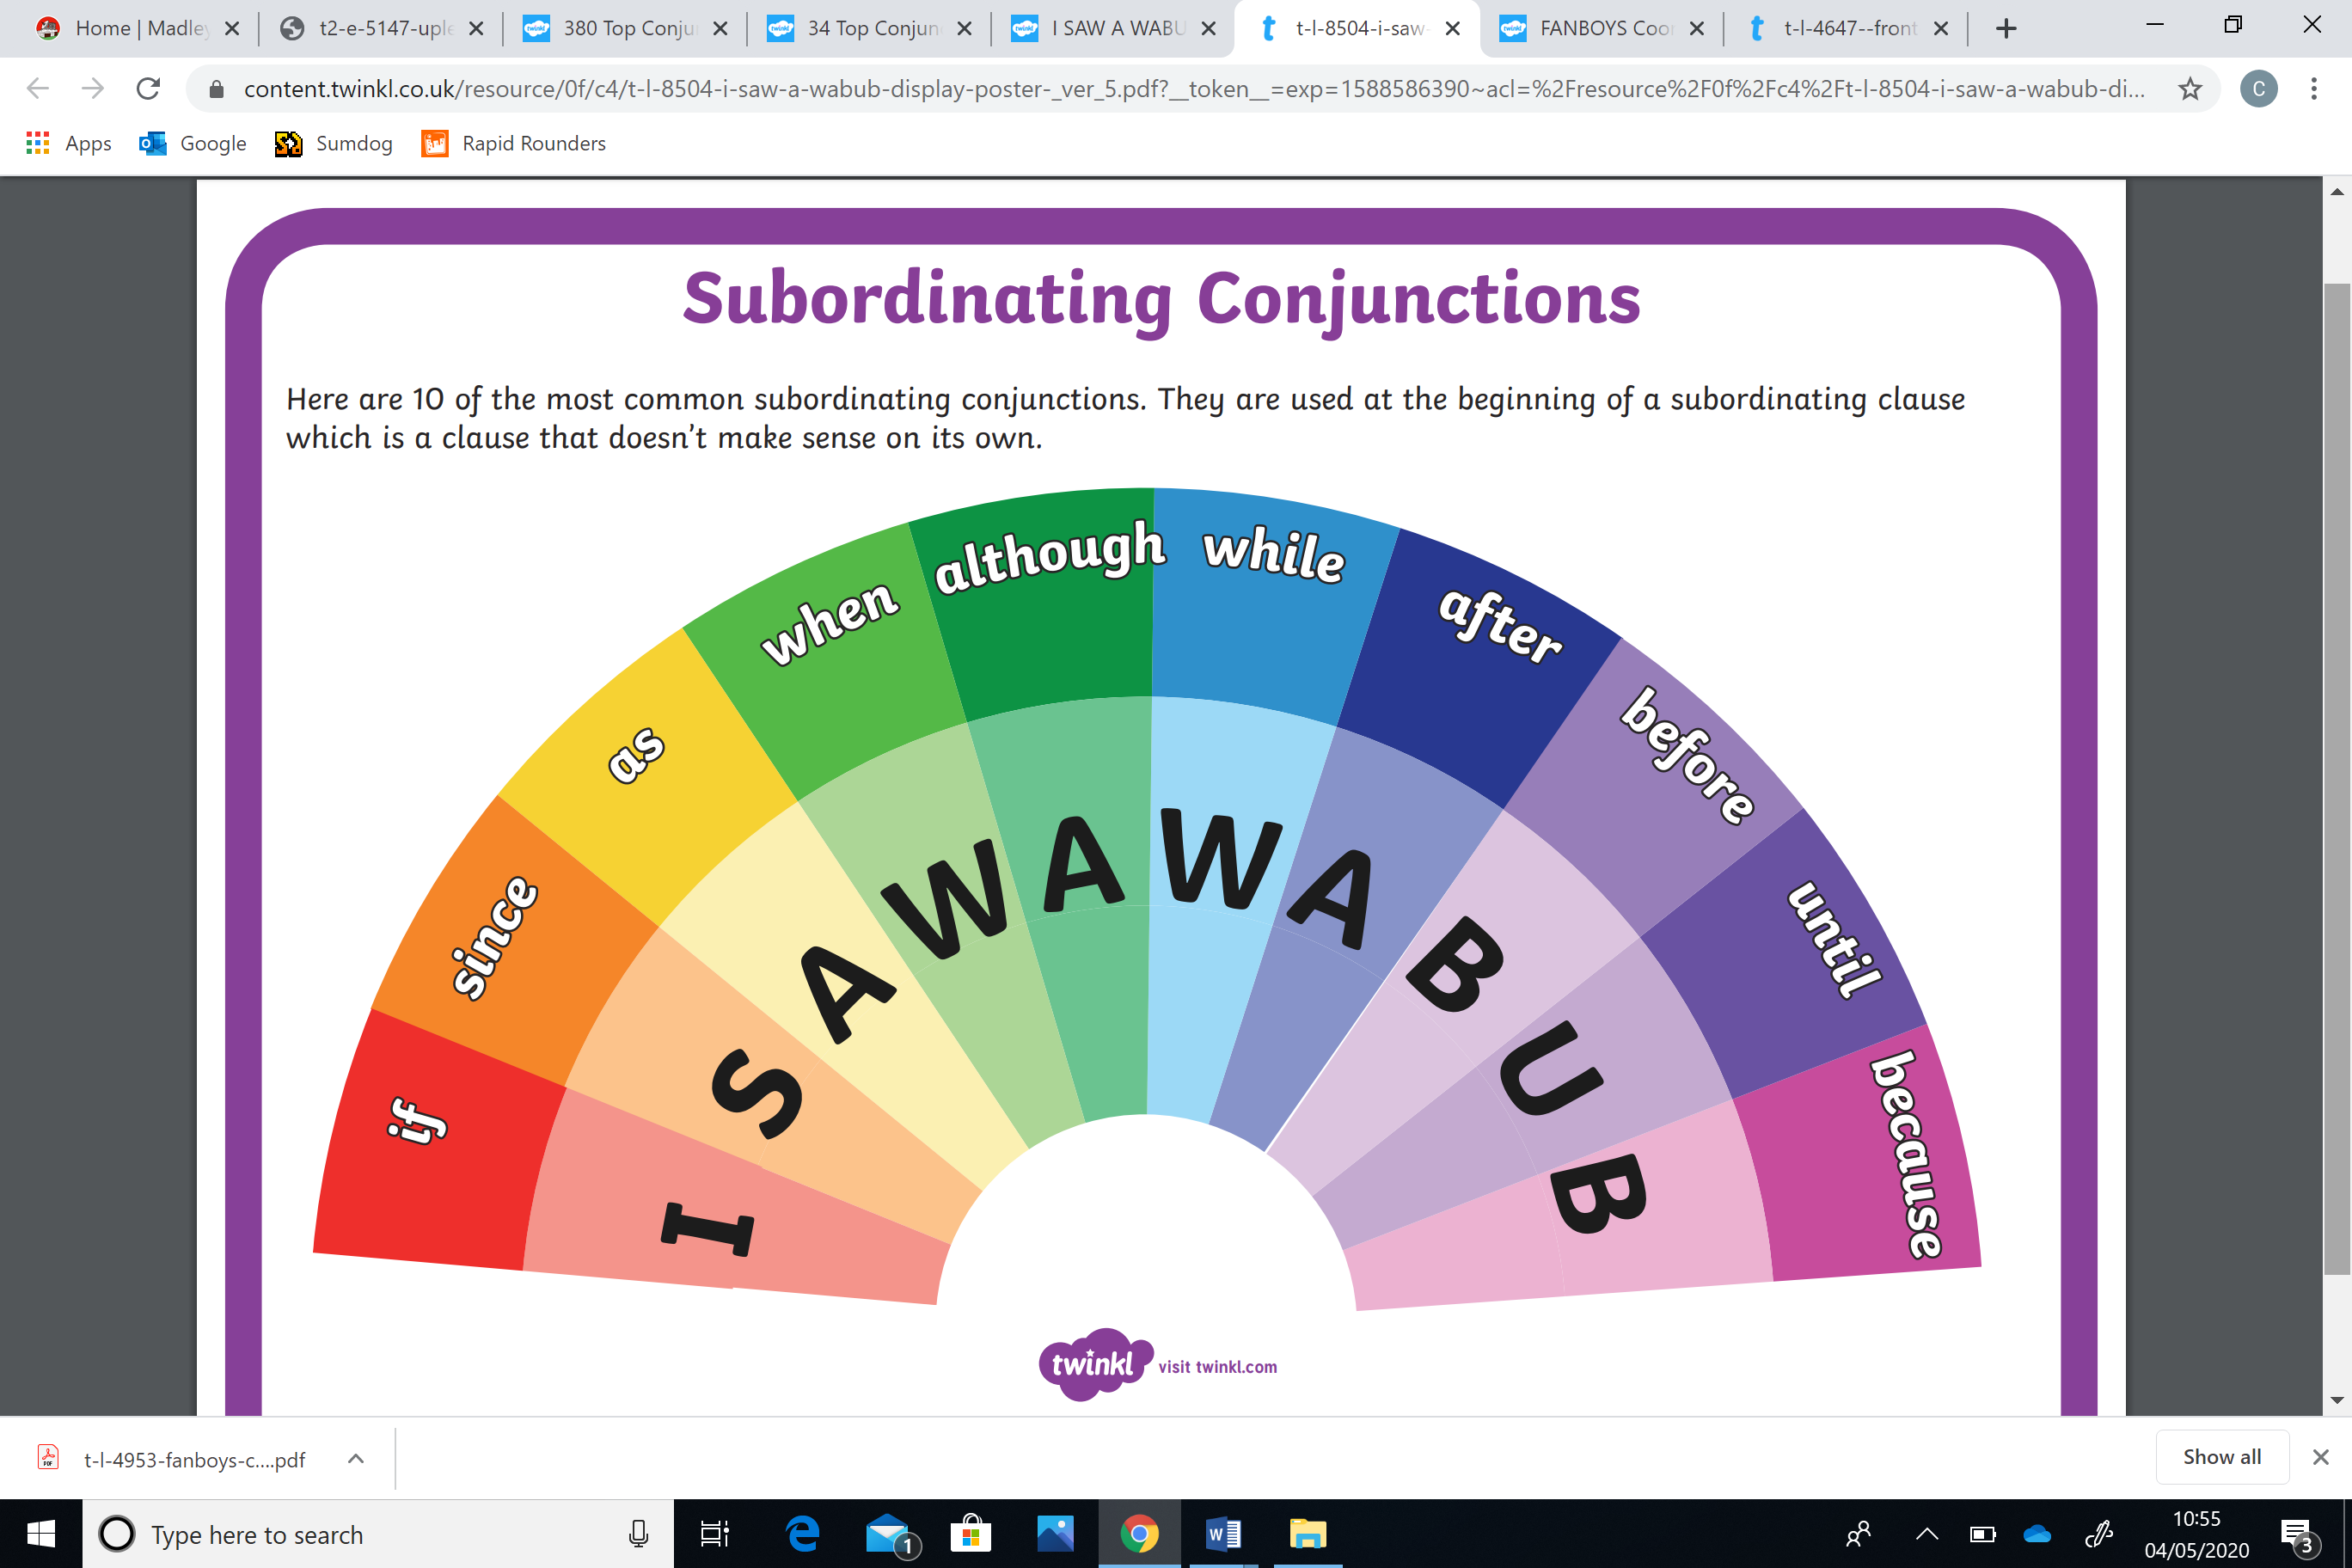 Home | Madley
t2-e-5147-uple
380 Top Conju
34 Top Conjun
I SAW A WABU
t-l-8504-i-saw-
FANBOYS Coor
t-l-4647--front
content.twinkl.co.uk/resource/0f/c4/t-l-8504-i-saw-a-wabub-display-poster-_ver_5.pdf?__token__=exp=1588586390~acl=%2Fresource%2F0f%2Fc4%2Ft-l-8504-i-saw-a-wabub-di...
C
Apps
Google
Sumdog
Rapid Rounders
Subordinating Conjunctions
Here are 10 of the most common subordinating conjunctions. They are used at the beginning of a subordinating clause
which is a clause that doesn't make sense on its own.
if
since
as
when
although
while
after
before
until
because
I
S
A
W
A
W
A
B
U
B
twinkl
visit twinkl.com
t-l-4953-fanboys-c....pdf
Show all
Type here to search
1
10:55
04/05/2020
3